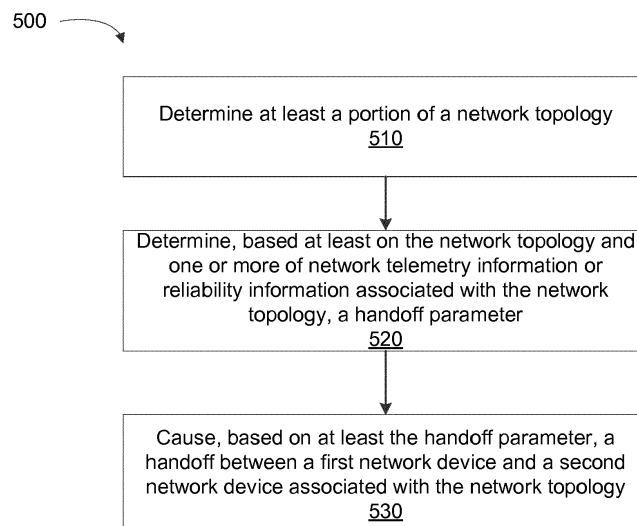 500
Determine at least a portion of a network topology
510
Determine, based at least on the network topology and
one or more of network telemetry information or
reliability information associated with the network
topology, a handoff parameter
520
Cause, based on at least the handoff parameter, a
handoff between a first network device and a second
network device associated with the network topology
530